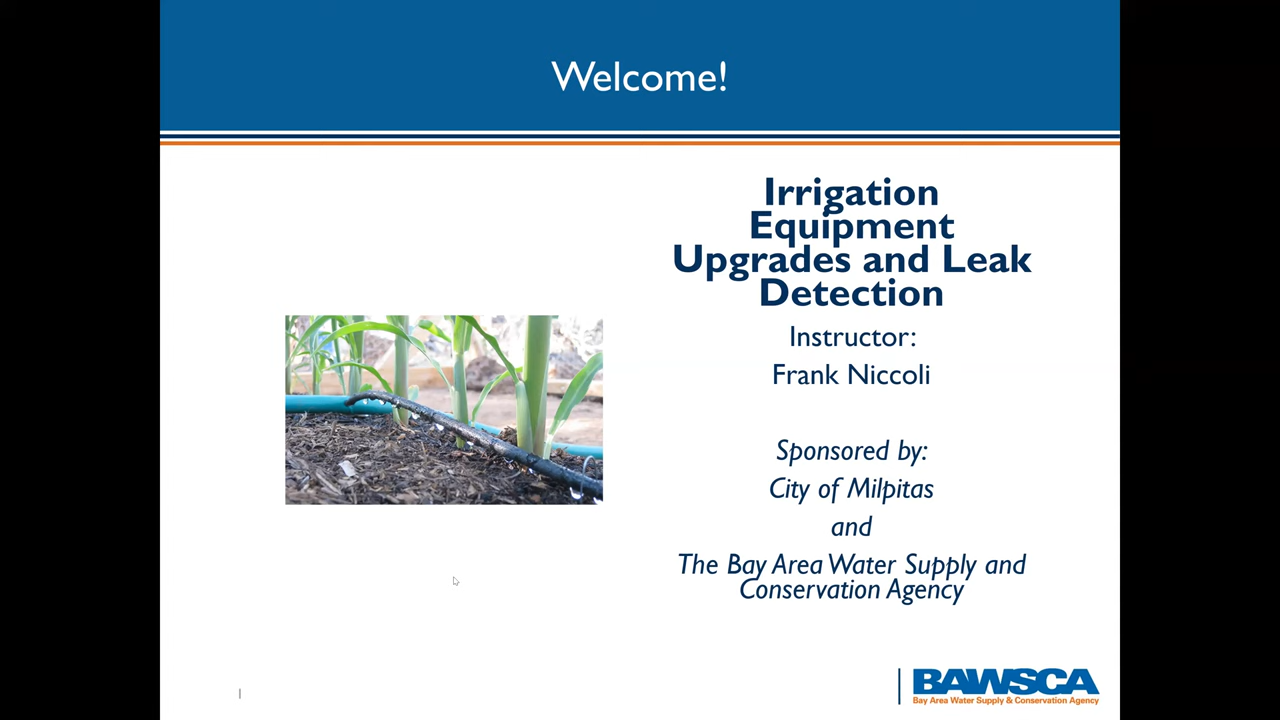 Welcome!
Irrigation
Equipment
Upgrades and Leak
Detection
Instructor:
Frank Niccoli
Sponsored by:
City of Milpitas
and
The Bay Area Water Supply and
Conservation Agency
1
BAWSCA
Bay Area Water Supply & Conservation Agency